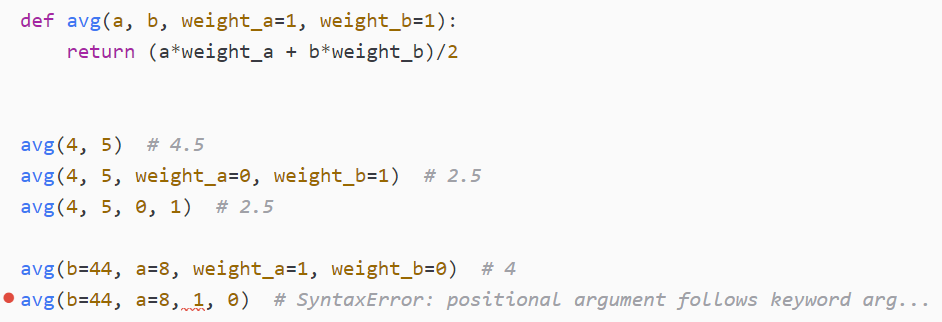 def avg(a, b, weight_a=1, weight_b=1):
    return (a*weight_a + b*weight_b)/2
avg(4, 5)  # 4.5
avg(4, 5, weight_a=0, weight_b=1)  # 2.5
avg(4, 5, 0, 1)  # 2.5
avg(b=44, a=8, weight_a=1, weight_b=0)  # 4
avg(b=44, a=8, 1, 0)  # SyntaxError: positional argument follows keyword arg...